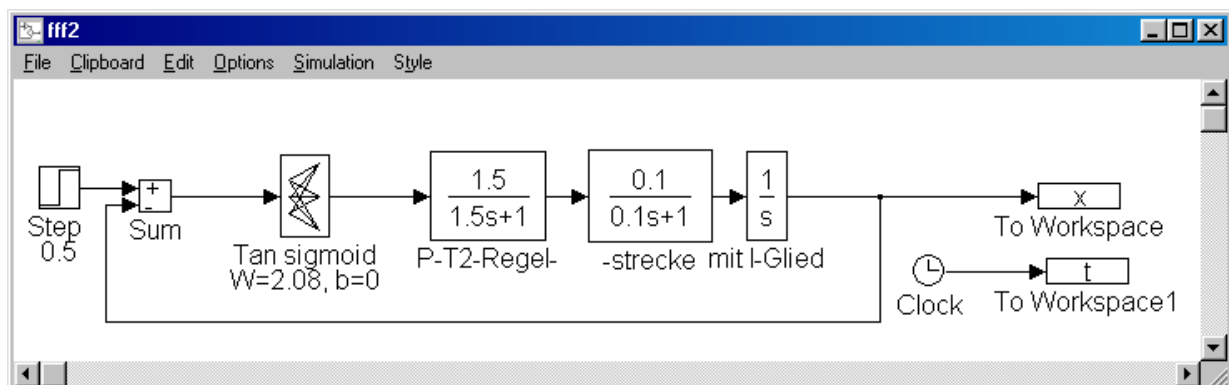 fff2
File Clipboard Edit Options Simulation Style
Step
0.5
+
-
Sum
Tan sigmoid
W=2.08, b=0
1.5
1.5s+1
P-T2-Regel-
0.1
0.1s+1
-strecke
1
s
mit I-Glied
x
To Workspace
Clock
t
To Workspace1